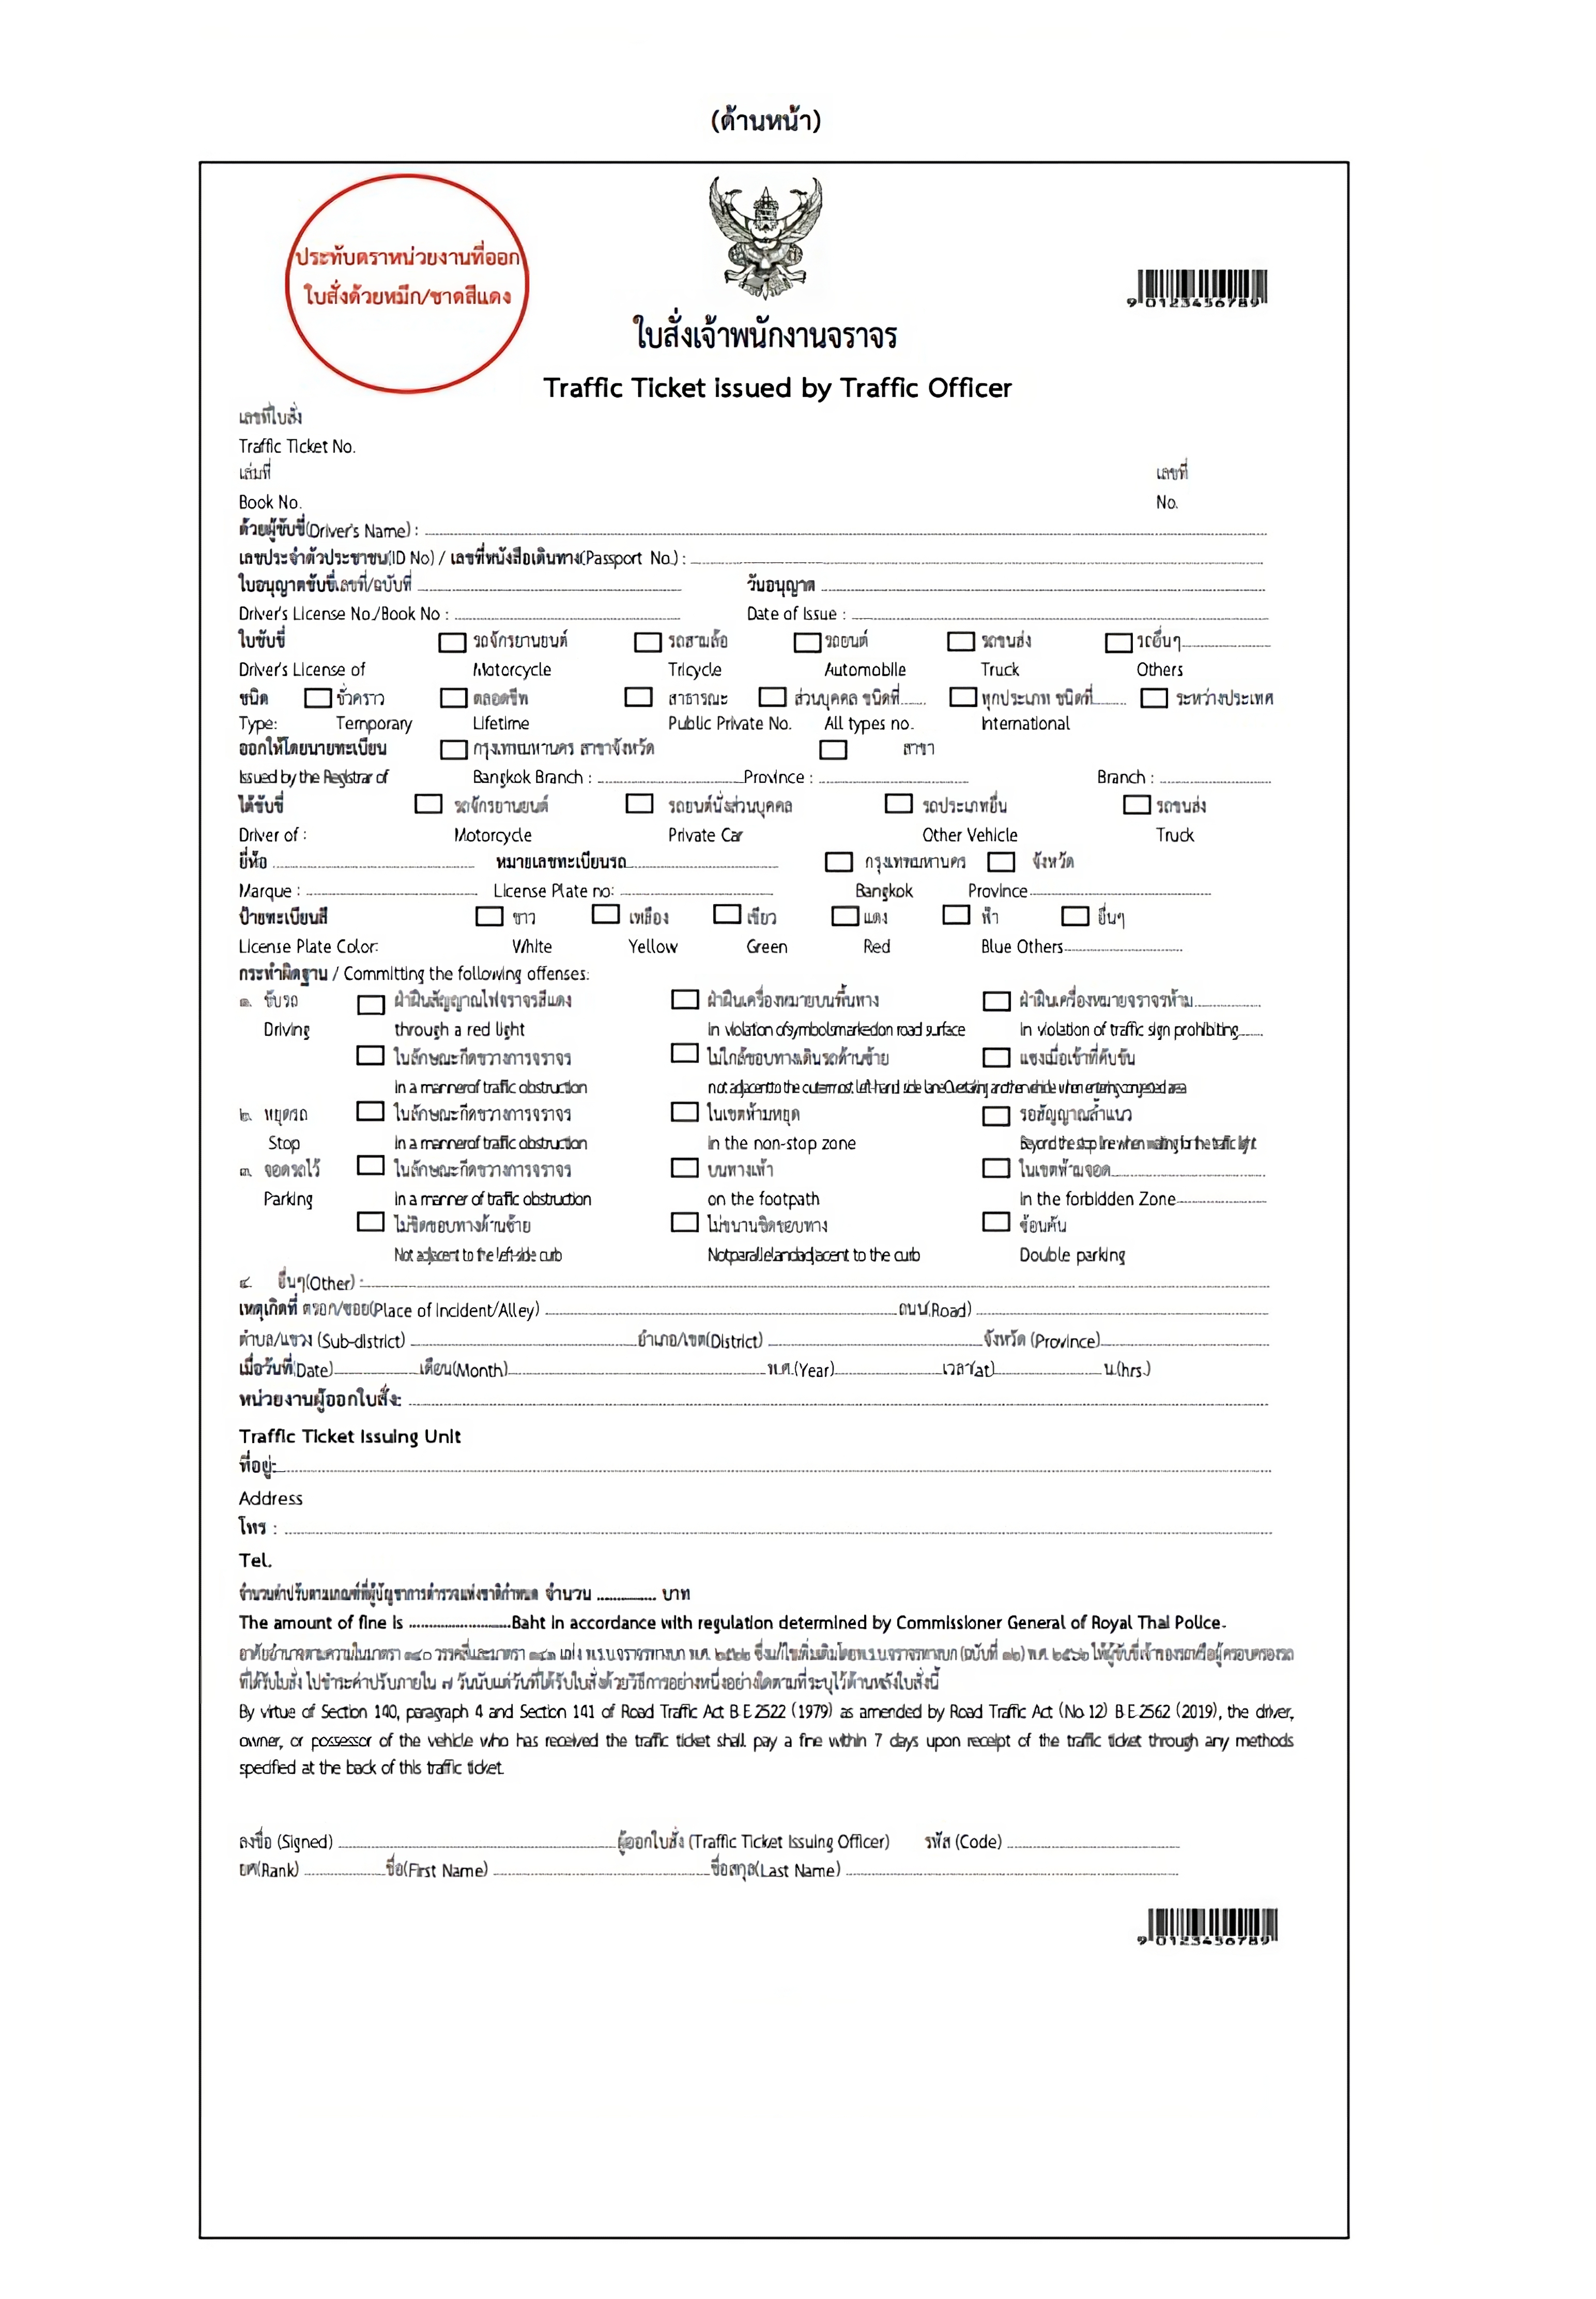 (ด้านหน้า)
ประทับตราหน่วยงานที่ออก
ใบสั่งด้วยหมึก/ชาดสีแดง
9 0123456789
ใบสั่งเจ้าพนักงานจราจร
Traffic Ticket issued by Traffic Officer
เลขที่ใบสั่ง
Traffic Ticket No.
เล่มที่ เลขที่
Book No. No.
ด้วยผู้ขับขี่(Driver's Name) :
เลขประจำตัวประชาชน(ID No) / เลขที่หนังสือเดินทาง(Passport No.) :
ใบอนุญาตขับขี่เลขที่/ฉบับที่ วันอนุญาต
Driver's License No./Book No : Date of Issue :
ใบขับขี่ รถจักรยานยนต์ รถสามล้อ รถยนต์ รถขนส่ง รถอื่นๆ
Driver's License of Motorcycle Tricycle Automobile Truck Others
ชนิด ชั่วคราว ตลอดชีพ สาธารณะ ส่วนบุคคล ชนิดที่ ทุกประเภท ชนิดที่ ระหว่างประเทศ
Type: Temporary Lifetime Public Private No. All types no. International
ออกให้โดยนายทะเบียน กรุงเทพมหานคร สาขาจังหวัด สาขา
Issued by the Registrar of Bangkok Branch : Province : Branch :
ได้ขับขี่ รถจักรยานยนต์ รถยนต์นั่งส่วนบุคคล รถประเภทอื่น รถขนส่ง
Driver of : Motorcycle Private Car Other Vehicle Truck
ยี่ห้อ หมายเลขทะเบียนรถ กรุงเทพมหานคร จังหวัด
Marque : License Plate no: Bangkok Province
ป้ายทะเบียนสี ขาว เหลือง เขียว แดง ฟ้า อื่นๆ
License Plate Color: White Yellow Green Red Blue Others
กระทำผิดฐาน / Committing the following offenses:
๑. ขับรถ ฝ่าฝืนสัญญาณไฟจราจรสีแดง ฝ่าฝืนเครื่องหมายบนพื้นทาง ฝ่าฝืนเครื่องหมายจราจรห้าม
Driving through a red light in violation of symbols marked on road surface in violation of traffic sign prohibiting
ในลักษณะกีดขวางการจราจร ไม่ใกล้ขอบทางเดินรถด้านซ้าย แซงเมื่อเข้าที่คับขัน
in a manner of traffic obstruction not adjacent to the outermost left-hand side lane Overtaking another vehicle when entering congested area
๒. หยุดรถ ในลักษณะกีดขวางการจราจร ในเขตห้ามหยุด รอสัญญาณล้ำแนว
Stop in a manner of traffic obstruction in the non-stop zone Beyond the stop line when waiting for the traffic light
๓. จอดรถไว้ ในลักษณะกีดขวางการจราจร บนทางเท้า ในเขตห้ามจอด
Parking in a manner of traffic obstruction on the footpath in the forbidden Zone
ไม่ชิดขอบทางด้านซ้าย ไม่ขนานชิดขอบทาง ซ้อนคัน
Not adjacent to the left-side curb Not parallel and adjacent to the curb Double parking
๔. อื่นๆ(Other) :
เหตุเกิดที่ ตรอก/ซอย(Place of Incident/Alley) ถนน(Road)
ตำบล/แขวง (Sub-district) อำเภอ/เขต(District) จังหวัด (Province)
เมื่อวันที่(Date) เดือน(Month) พ.ศ.(Year) เวลา(at) น.(hrs.)
หน่วยงานผู้ออกใบสั่ง:
Traffic Ticket Issuing Unit
ที่อยู่:
Address
โทร :
Tel.
จำนวนค่าปรับตามเกณฑ์ที่ผู้บัญชาการตำรวจแห่งชาติกำหนด จำนวน ............... บาท
The amount of fine is .........................Baht in accordance with regulation determined by Commissioner General of Royal Thai Police.
อาศัยอำนาจตามความในมาตรา ๑๔๐ วรรคสี่และมาตรา ๑๔๑ แห่ง พ.ร.บ.จราจรทางบก พ.ศ. ๒๕๒๒ ซึ่งแก้ไขเพิ่มเติมโดยพ.ร.บ.จราจรทางบก (ฉบับที่ ๑๒) พ.ศ. ๒๕๖๒ ให้ผู้ขับขี่เจ้าของรถหรือผู้ครอบครองรถ
ที่ได้รับใบสั่ง ไปชำระค่าปรับภายใน ๗ วันนับแต่วันที่ได้รับใบสั่งด้วยวิธีการอย่างหนึ่งอย่างใดตามที่ระบุไว้ด้านหลังใบสั่งนี้
By virtue of Section 140, paragraph 4 and Section 141 of Road Traffic Act B.E.2522 (1979) as amended by Road Traffic Act (No.12) B.E.2562 (2019), the driver,
owner, or possessor of the vehicle who has received the traffic ticket shall pay a fine within 7 days upon receipt of the traffic ticket through any methods
specified at the back of this traffic ticket.
ลงชื่อ (Signed) ผู้ออกใบสั่ง (Traffic Ticket Issuing Officer) รหัส (Code)
ยศ(Rank) ชื่อ(First Name) ชื่อสกุล(Last Name)
9 0123456789